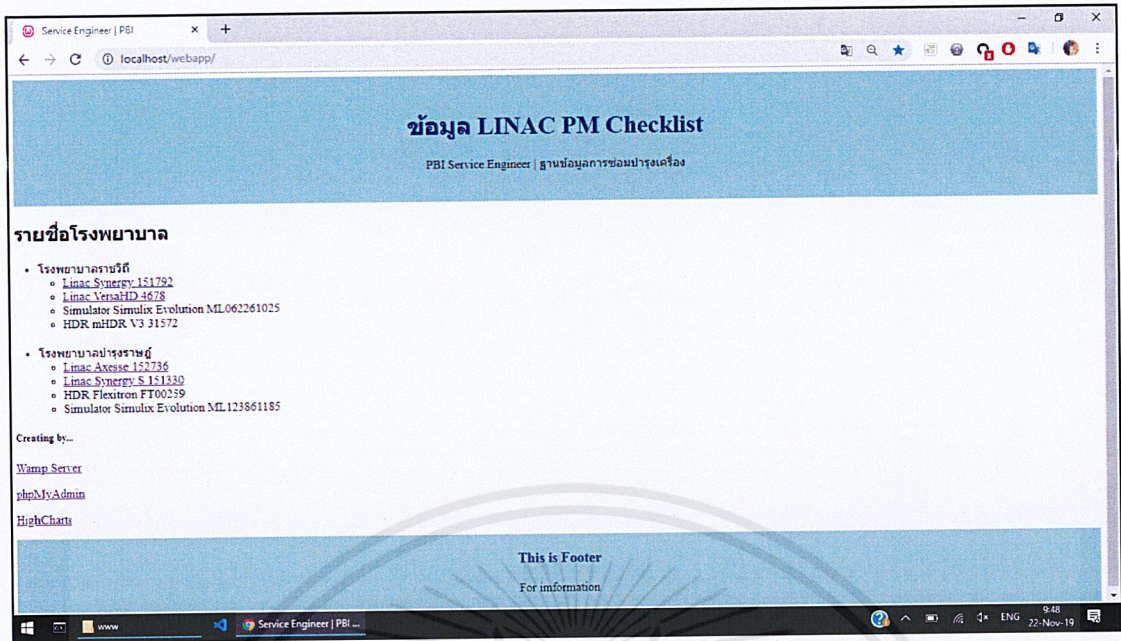 Service Engineer | PBI
localhost/webapp/
ข้อมูล LINAC PM Checklist
PBI Service Engineer | ฐานข้อมูลการซ่อมบำรุงเครื่อง
รายชื่อโรงพยาบาล
โรงพยาบาลราชวิถี
Linac Synergy 151792
Linac VersaHD 4678
Simulator Simulix Evolution ML062261025
HDR mHDR V3 31572
โรงพยาบาลบำรุงราษฎ์
Linac Axesse 152736
Linac Synergy S 151330
HDR Flexitron FT00259
Simulator Simulix Evolution ML123861185
Creating by...
Wamp Server
phpMyAdmin
HighCharts
This is Footer
For imformation
www
Service Engineer | PBI ...
ENG
9:48
22-Nov-19